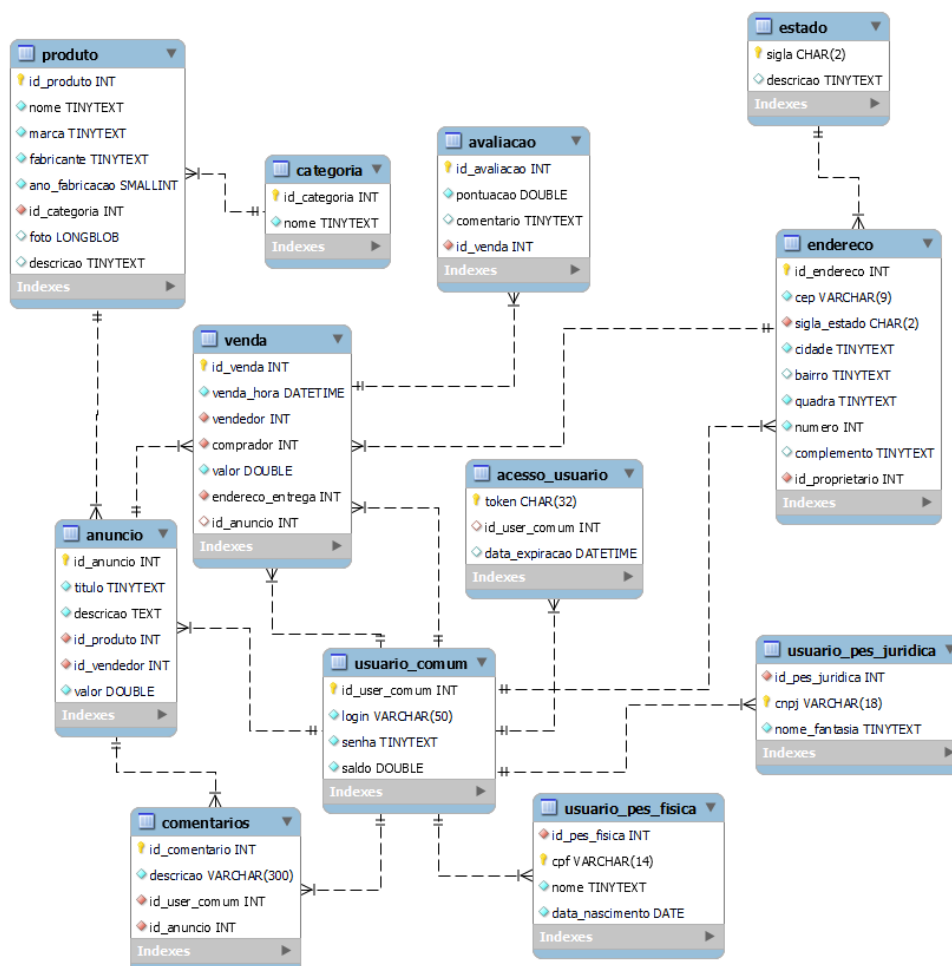 produto
id_produto INT
nome TINYTEXT
marca TINYTEXT
fabricante TINYTEXT
ano_fabricacao SMALLINT
id_categoria INT
foto LONGBLOB
descricao TINYTEXT
Indexes
categoria
id_categoria INT
nome TINYTEXT
Indexes
avaliacao
id_avaliacao INT
pontuacao DOUBLE
comentario TINYTEXT
id_venda INT
Indexes
estado
sigla CHAR(2)
descricao TINYTEXT
Indexes
endereco
id_endereco INT
cep VARCHAR(9)
sigla_estado CHAR(2)
cidade TINYTEXT
bairro TINYTEXT
quadra TINYTEXT
numero INT
complemento TINYTEXT
id_proprietario INT
Indexes
venda
id_venda INT
venda_hora DATETIME
vendedor INT
comprador INT
valor DOUBLE
endereco_entrega INT
id_anuncio INT
Indexes
acesso_usuario
token CHAR(32)
id_user_comum INT
data_expiracao DATETIME
Indexes
anuncio
id_anuncio INT
titulo TINYTEXT
descricao TEXT
id_produto INT
id_vendedor INT
valor DOUBLE
Indexes
usuario_comum
id_user_comum INT
login VARCHAR(50)
senha TINYTEXT
saldo DOUBLE
Indexes
usuario_pes_juridica
id_pes_juridica INT
cnpj VARCHAR(18)
nome_fantasia TINYTEXT
Indexes
comentarios
id_comentario INT
descricao VARCHAR(300)
id_user_comum INT
id_anuncio INT
Indexes
usuario_pes_fisica
id_pes_fisica INT
cpf VARCHAR(14)
nome TINYTEXT
data_nascimento DATE
Indexes